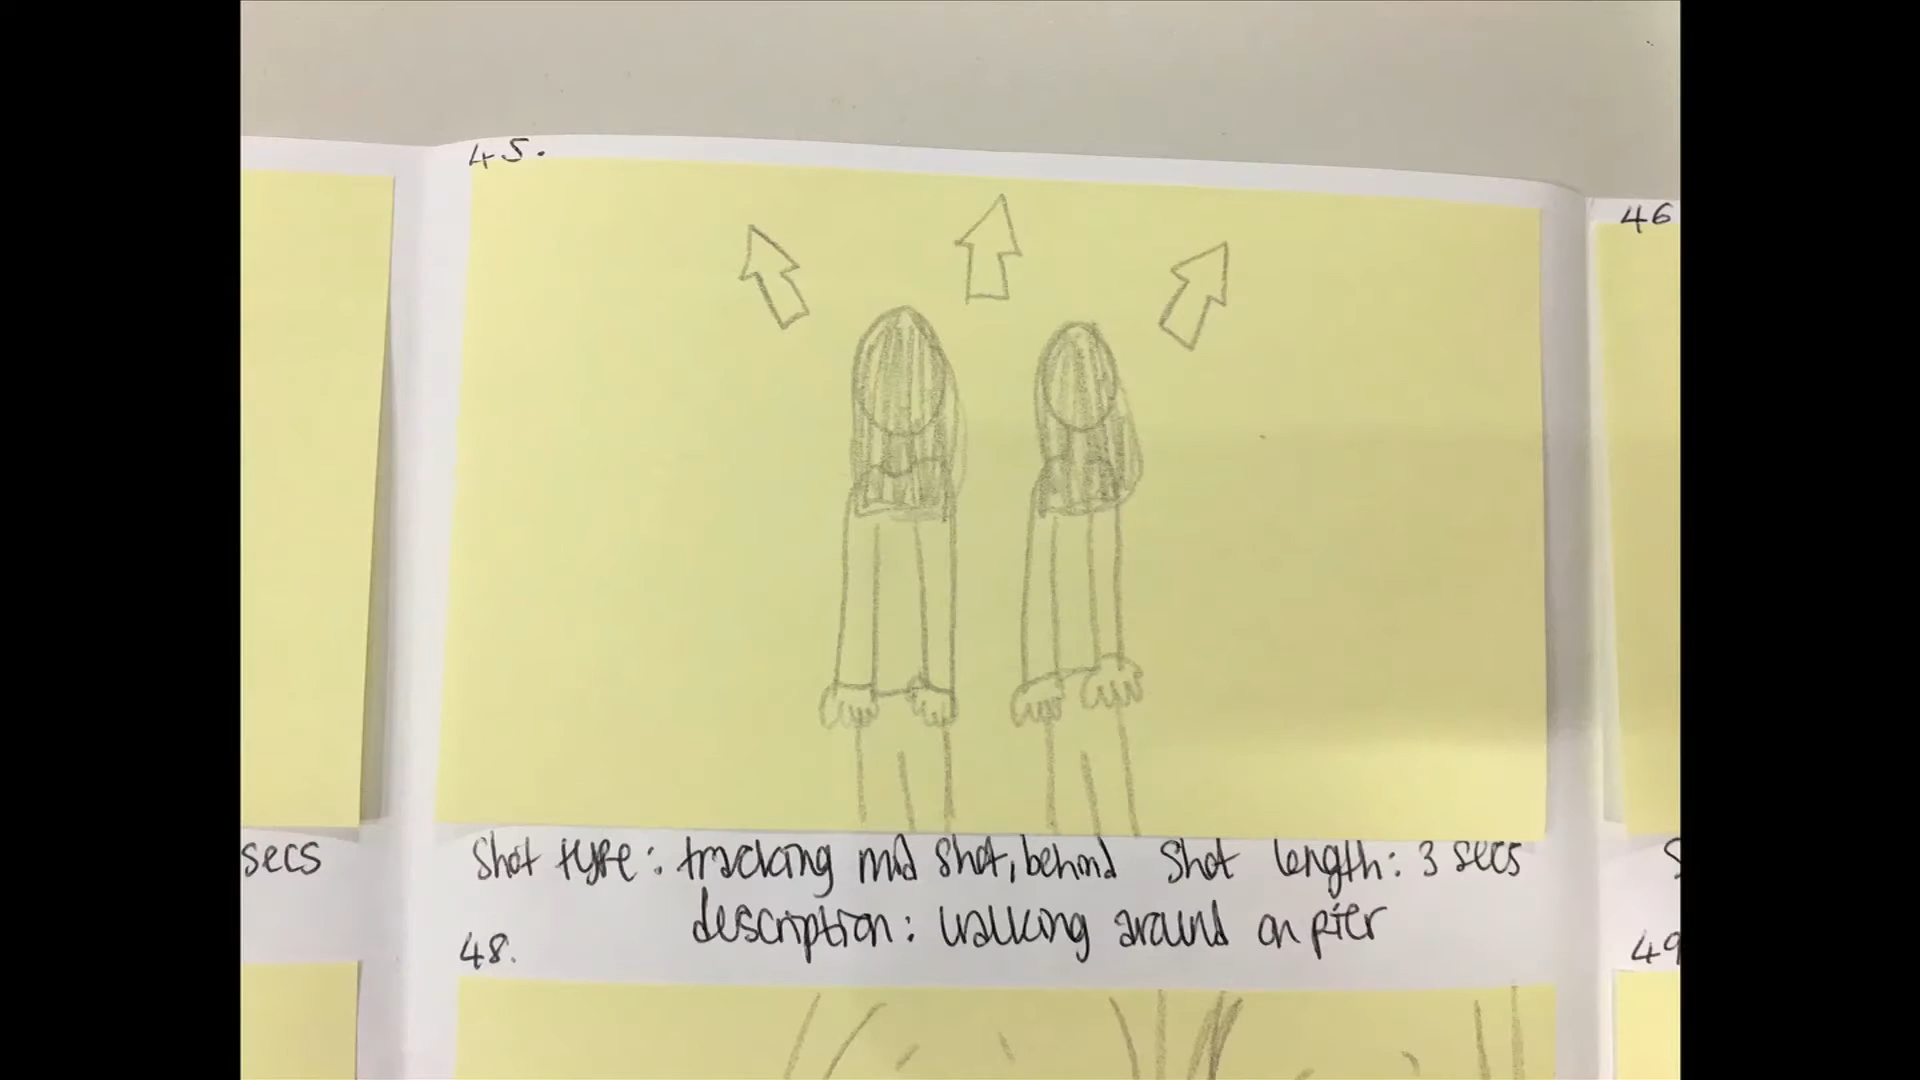 45.
46
secs
Shot type: tracking mid shot, behind Shot length: 3 secs
description: walking around on pier
48.
49